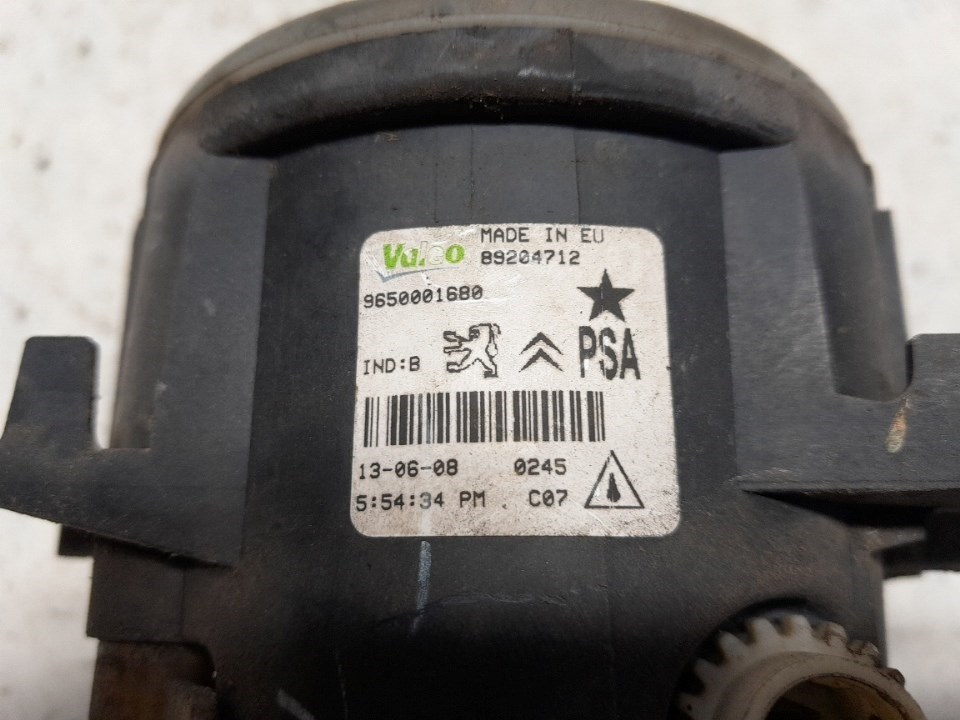 Valeo
MADE IN EU
89204712
9650001680
IND:B
PSA
13-06-08 0245
5:54:34 PM C07